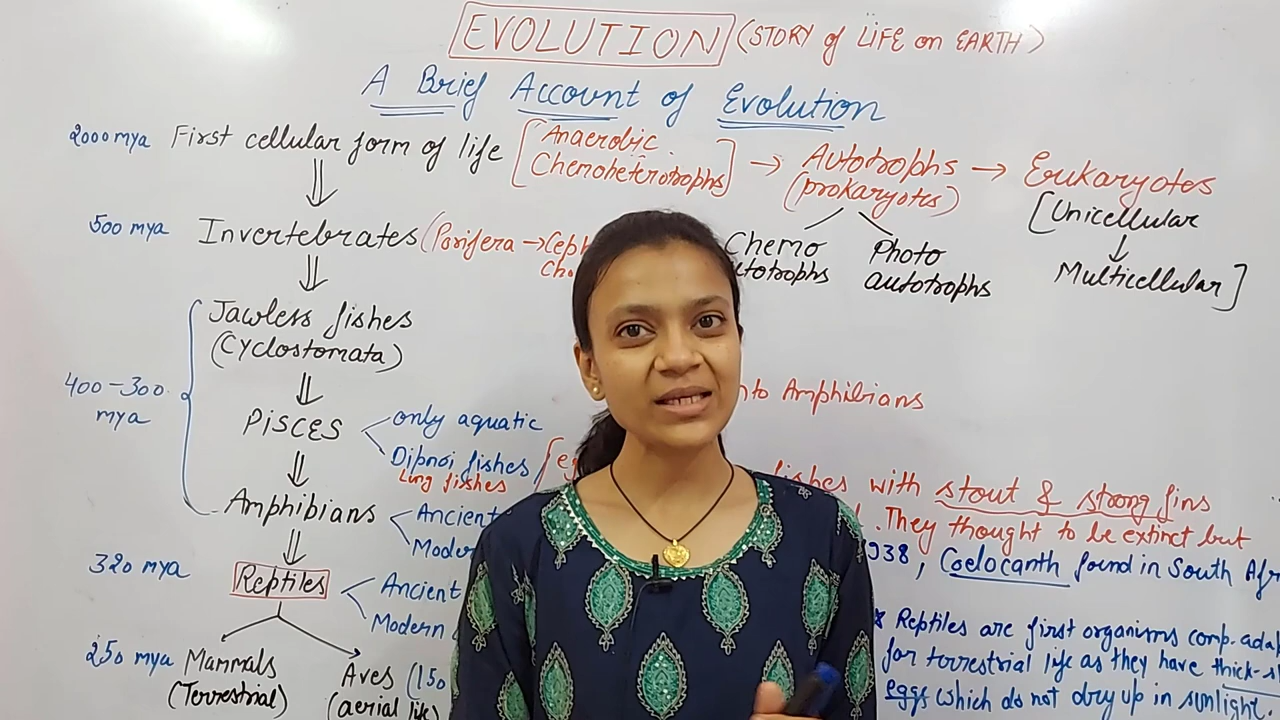 EVOLUTION (STORY of LIFE on EARTH)
A Brief Account of Evolution
2000 mya First cellular form of life [Anaerobic Chemoheterotrophs] → Autotrophs (prokaryotes) → Eukaryotes
[Unicellular
Multicellular]
Chemo
Photo autotrophs
500 mya Invertebrates (Porifera →
Jawless fishes
(Cyclostomata)
400-300 mya
PISCES
only aquatic
Dipnoi fishes
Lung fishes
to Amphibians
fishes with stout & strong fins
. They thought to be extinct but
938, Coelocanth found in South
Amphibians
Ancient
320 mya
Reptiles
Ancient
Modern
* Reptiles are first organisms comp.
for terrestrial life as they have
eggs which do not dry up in sunlight.
250 mya Mammals
(Terrestrial)
Aves (150
(aerial life)